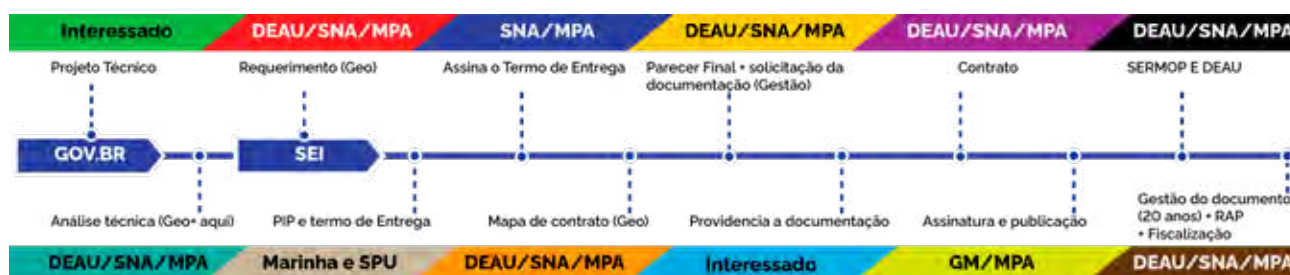 Interessado DEAU/SNA/MPA SNA/MPA DEAU/SNA/MPA DEAU/SNA/MPA DEAU/SNA/MPA
Projeto Técnico Requerimento (Geo) Assina o Termo de Entrega Parecer Final + solicitação da Contrato SERMOP E DEAU
documentação (Gestão)
GOV.BR SEI
Análise técnica (Geo+ aqui) PIP e termo de Entrega Mapa de contrato (Geo) Providencia a documentação Assinatura e publicação Gestão do documento
(20 anos) + RAP
+ Fiscalização
DEAU/SNA/MPA Marinha e SPU DEAU/SNA/MPA Interessado GM/MPA DEAU/SNA/MPA